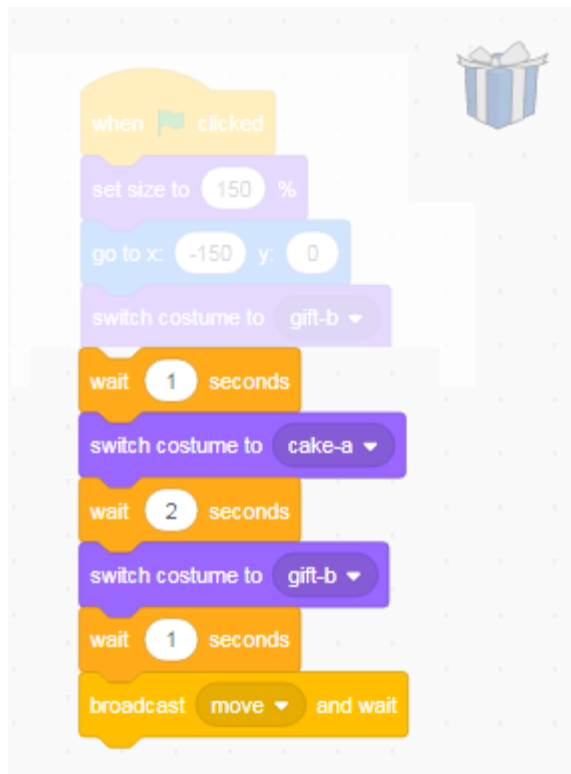 when clicked
set size to 150 %
go to x: -150 y: 0
switch costume to gift-b
wait 1 seconds
switch costume to cake-a
wait 2 seconds
switch costume to gift-b
wait 1 seconds
broadcast move and wait